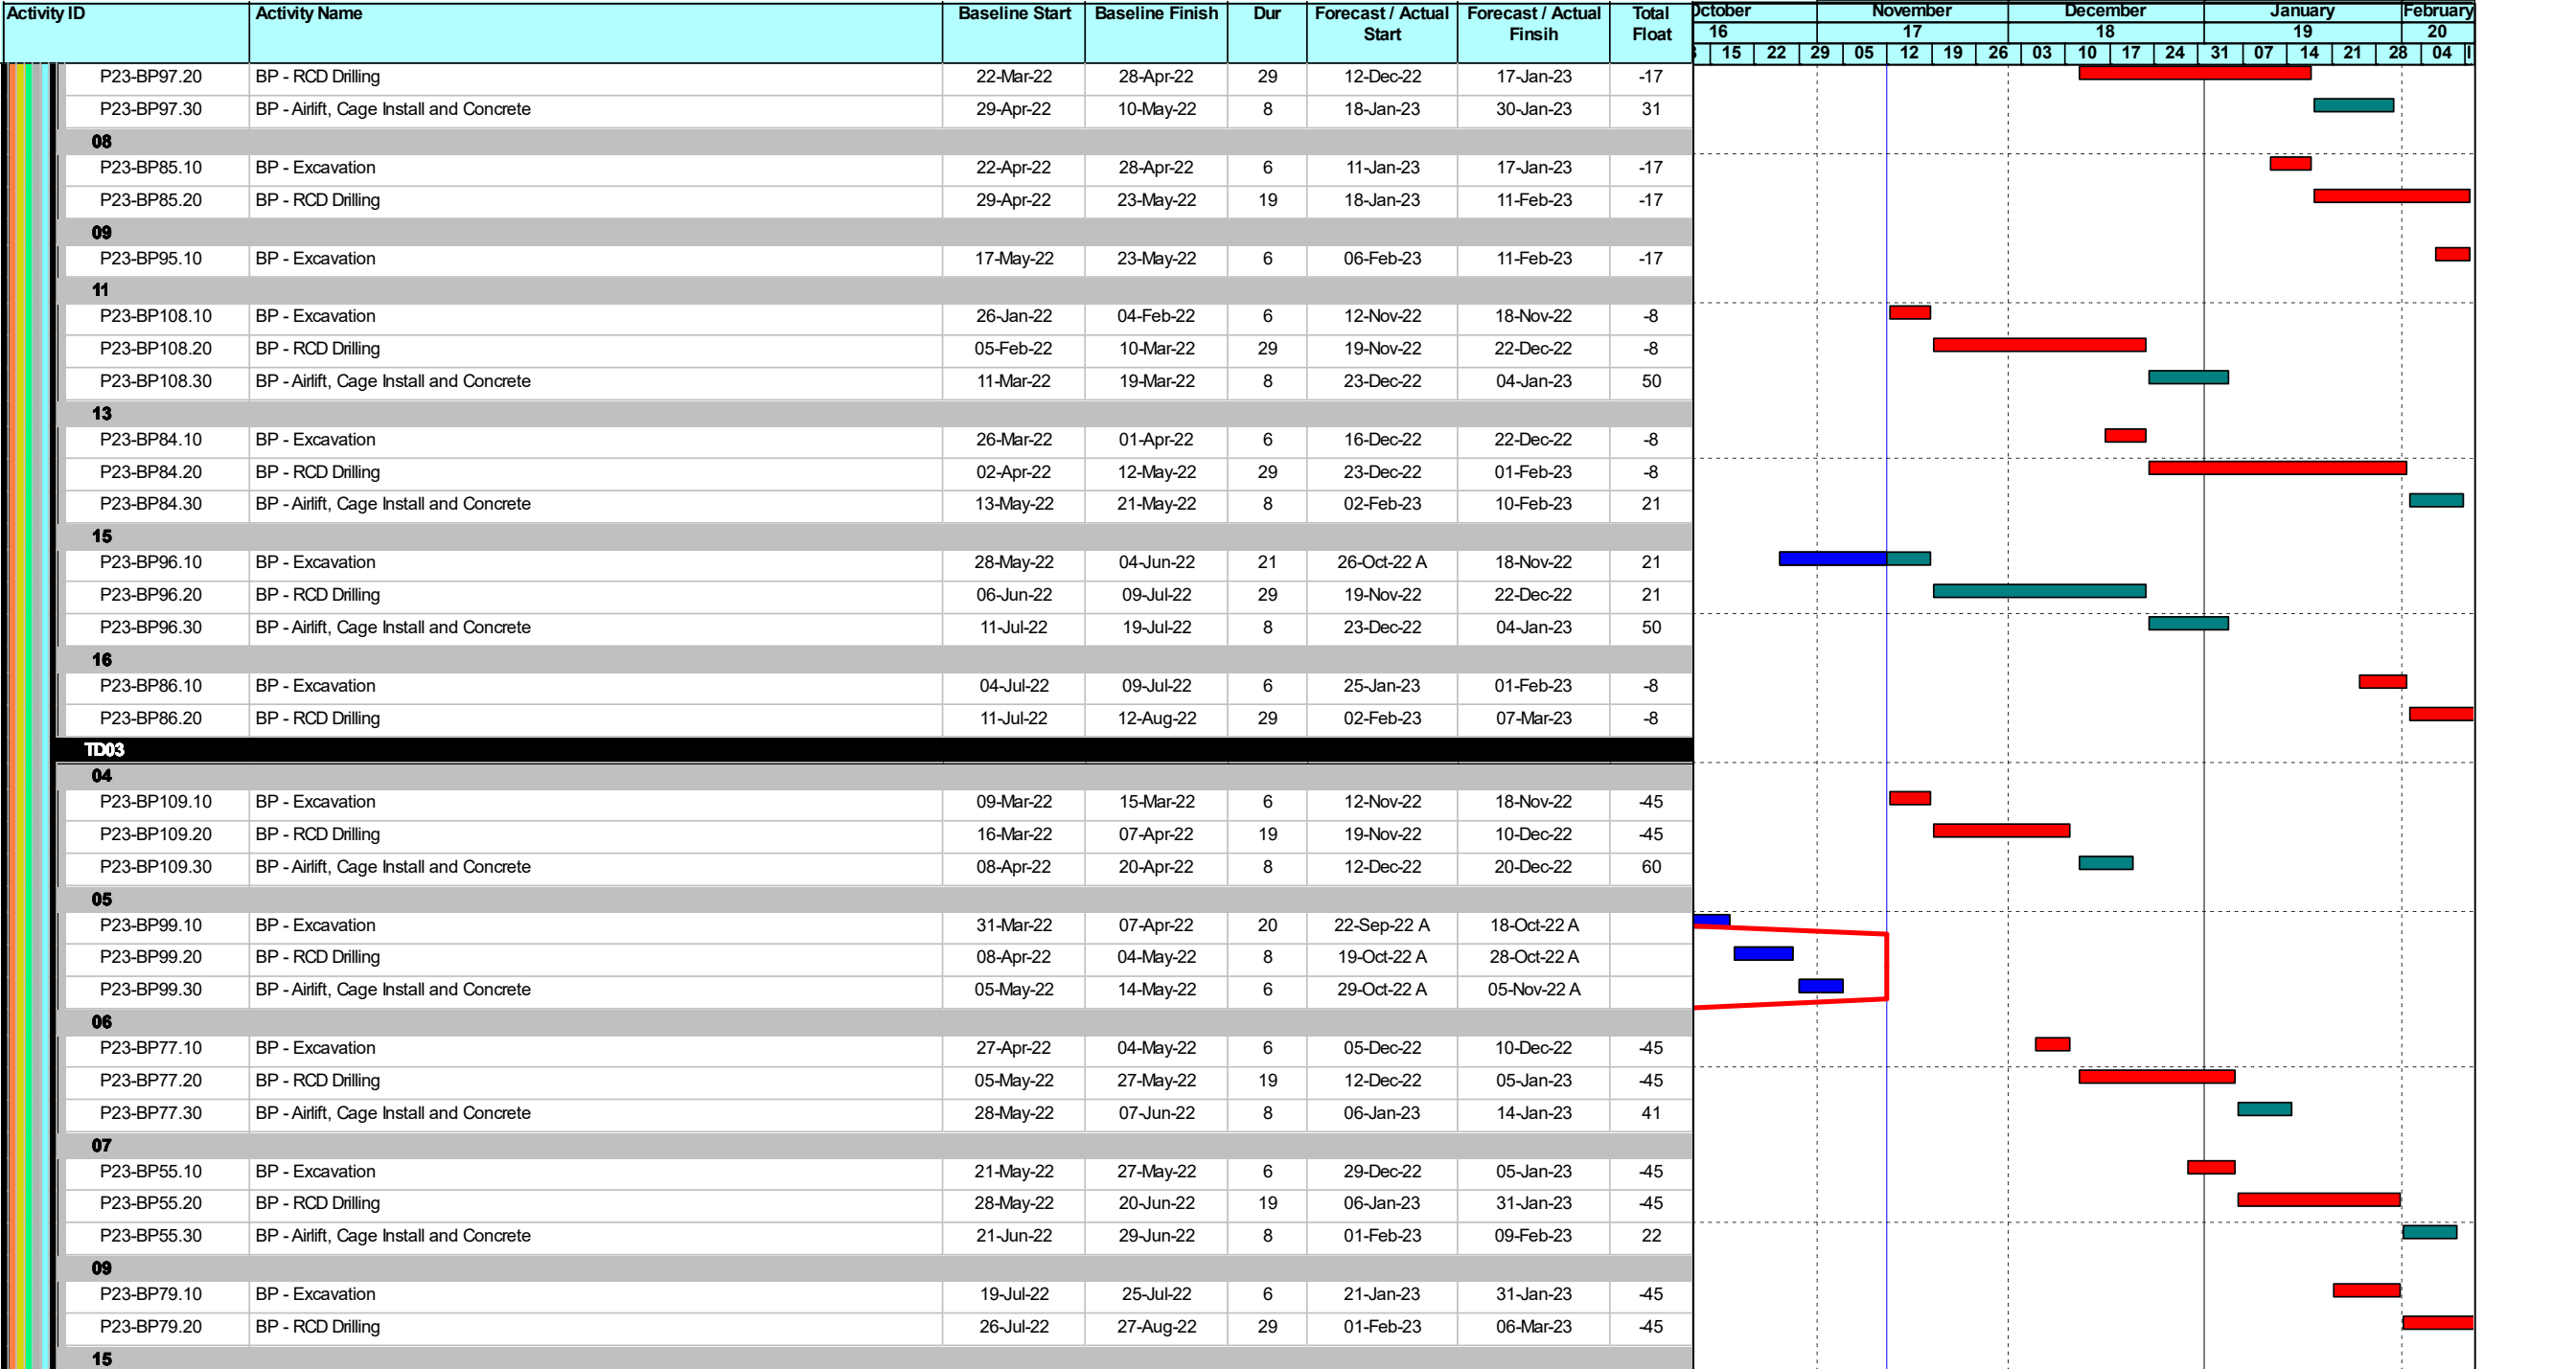 Activity ID Activity Name Baseline Start Baseline Finish Dur Forecast / Actual Start Forecast / Actual Finsih Total Float
October November December January February
16 17 18 19 20
15 22 29 05 12 19 26 03 10 17 24 31 07 14 21 28 04
P23-BP97.20 BP - RCD Drilling 22-Mar-22 28-Apr-22 29 12-Dec-22 17-Jan-23 -17
P23-BP97.30 BP - Airlift, Cage Install and Concrete 29-Apr-22 10-May-22 8 18-Jan-23 30-Jan-23 31
08
P23-BP85.10 BP - Excavation 22-Apr-22 28-Apr-22 6 11-Jan-23 17-Jan-23 -17
P23-BP85.20 BP - RCD Drilling 29-Apr-22 23-May-22 19 18-Jan-23 11-Feb-23 -17
09
P23-BP95.10 BP - Excavation 17-May-22 23-May-22 6 06-Feb-23 11-Feb-23 -17
11
P23-BP108.10 BP - Excavation 26-Jan-22 04-Feb-22 6 12-Nov-22 18-Nov-22 -8
P23-BP108.20 BP - RCD Drilling 05-Feb-22 10-Mar-22 29 19-Nov-22 22-Dec-22 -8
P23-BP108.30 BP - Airlift, Cage Install and Concrete 11-Mar-22 19-Mar-22 8 23-Dec-22 04-Jan-23 50
13
P23-BP84.10 BP - Excavation 26-Mar-22 01-Apr-22 6 16-Dec-22 22-Dec-22 -8
P23-BP84.20 BP - RCD Drilling 02-Apr-22 12-May-22 29 23-Dec-22 01-Feb-23 -8
P23-BP84.30 BP - Airlift, Cage Install and Concrete 13-May-22 21-May-22 8 02-Feb-23 10-Feb-23 21
15
P23-BP96.10 BP - Excavation 28-May-22 04-Jun-22 21 26-Oct-22 A 18-Nov-22 21
P23-BP96.20 BP - RCD Drilling 06-Jun-22 09-Jul-22 29 19-Nov-22 22-Dec-22 21
P23-BP96.30 BP - Airlift, Cage Install and Concrete 11-Jul-22 19-Jul-22 8 23-Dec-22 04-Jan-23 50
16
P23-BP86.10 BP - Excavation 04-Jul-22 09-Jul-22 6 25-Jan-23 01-Feb-23 -8
P23-BP86.20 BP - RCD Drilling 11-Jul-22 12-Aug-22 29 02-Feb-23 07-Mar-23 -8
TD03
04
P23-BP109.10 BP - Excavation 09-Mar-22 15-Mar-22 6 12-Nov-22 18-Nov-22 -45
P23-BP109.20 BP - RCD Drilling 16-Mar-22 07-Apr-22 19 19-Nov-22 10-Dec-22 -45
P23-BP109.30 BP - Airlift, Cage Install and Concrete 08-Apr-22 20-Apr-22 8 12-Dec-22 20-Dec-22 60
05
P23-BP99.10 BP - Excavation 31-Mar-22 07-Apr-22 20 22-Sep-22 A 18-Oct-22 A
P23-BP99.20 BP - RCD Drilling 08-Apr-22 04-May-22 8 19-Oct-22 A 28-Oct-22 A
P23-BP99.30 BP - Airlift, Cage Install and Concrete 05-May-22 14-May-22 6 29-Oct-22 A 05-Nov-22 A
06
P23-BP77.10 BP - Excavation 27-Apr-22 04-May-22 6 05-Dec-22 10-Dec-22 -45
P23-BP77.20 BP - RCD Drilling 05-May-22 27-May-22 19 12-Dec-22 05-Jan-23 -45
P23-BP77.30 BP - Airlift, Cage Install and Concrete 28-May-22 07-Jun-22 8 06-Jan-23 14-Jan-23 41
07
P23-BP55.10 BP - Excavation 21-May-22 27-May-22 6 29-Dec-22 05-Jan-23 -45
P23-BP55.20 BP - RCD Drilling 28-May-22 20-Jun-22 19 06-Jan-23 31-Jan-23 -45
P23-BP55.30 BP - Airlift, Cage Install and Concrete 21-Jun-22 29-Jun-22 8 01-Feb-23 09-Feb-23 22
09
P23-BP79.10 BP - Excavation 19-Jul-22 25-Jul-22 6 21-Jan-23 31-Jan-23 -45
P23-BP79.20 BP - RCD Drilling 26-Jul-22 27-Aug-22 29 01-Feb-23 06-Mar-23 -45
15